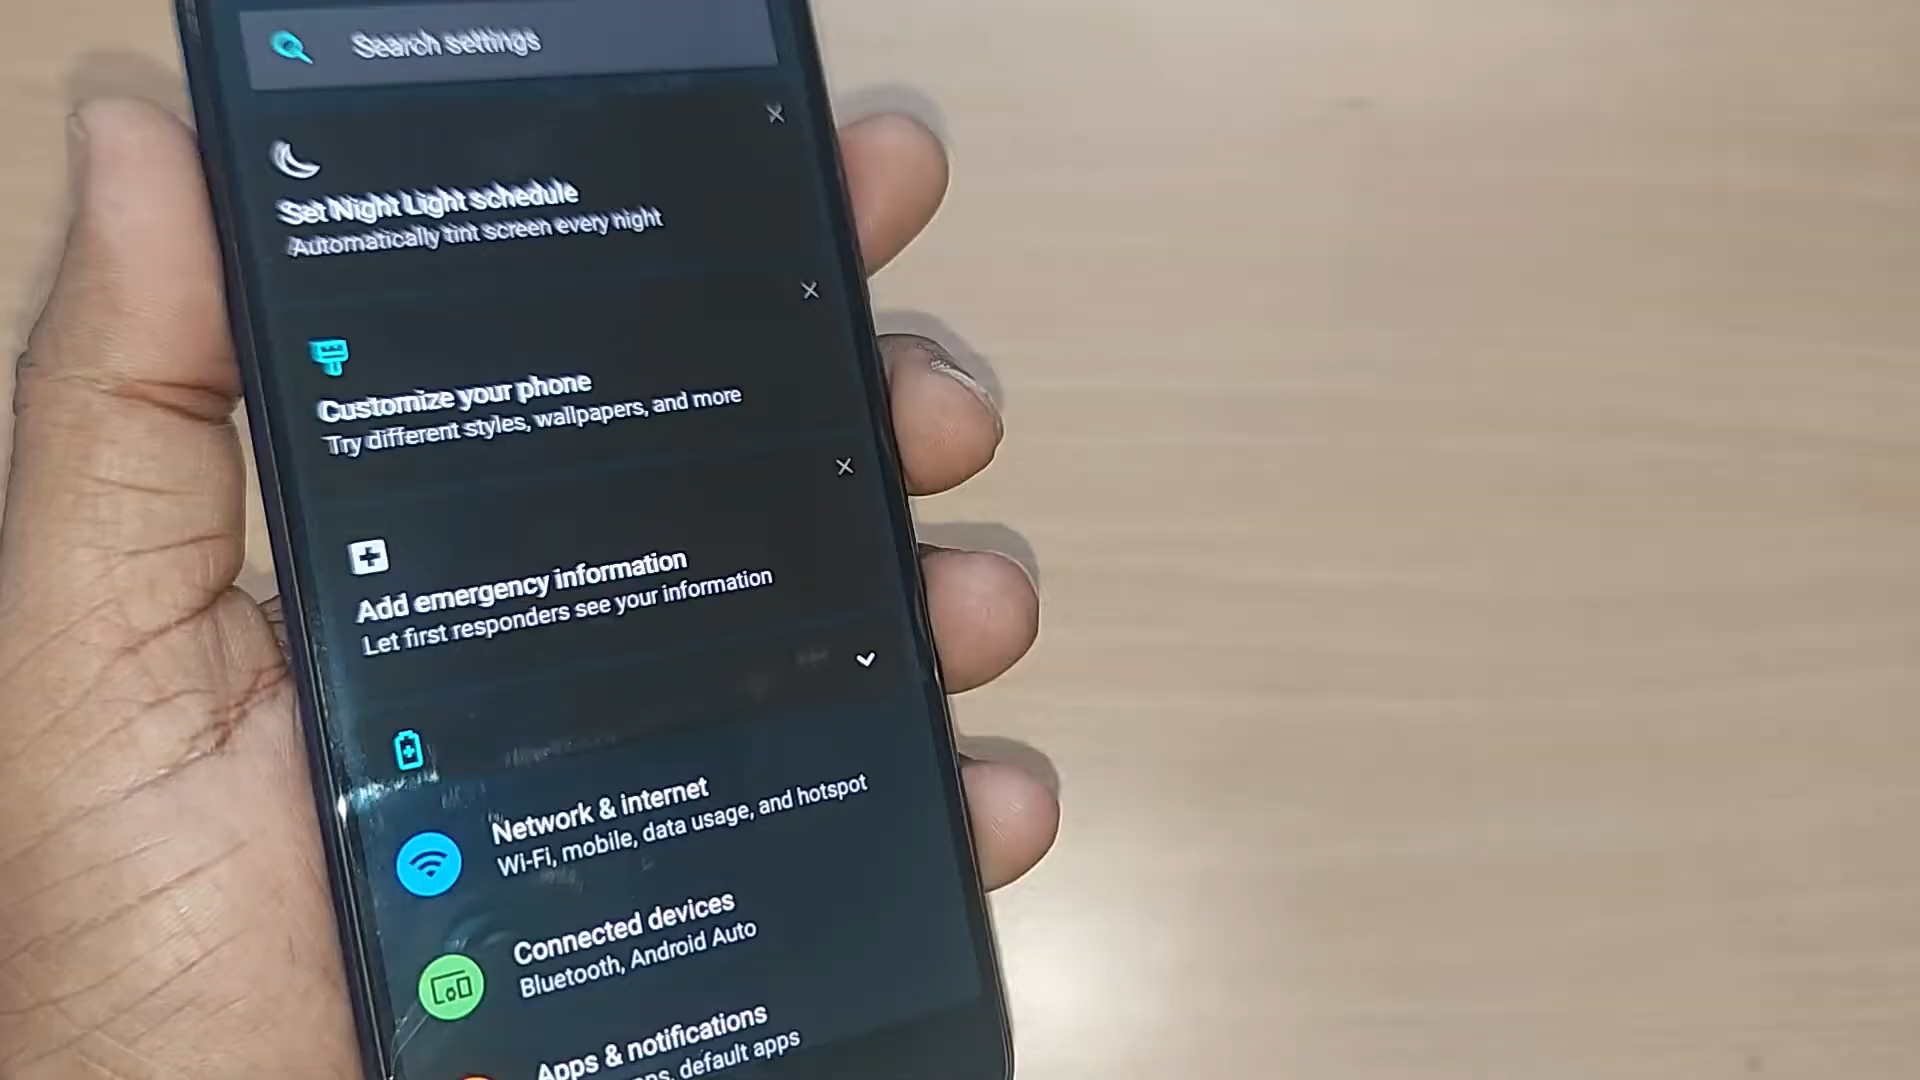 Search settings
Set Night Light schedule
Automatically tint screen every night
Customize your phone
Try different styles, wallpapers, and more
Add emergency information
Let first responders see your information
Network & internet
Wi-Fi, mobile, data usage, and hotspot
Connected devices
Bluetooth, Android Auto
Apps & notifications
default apps